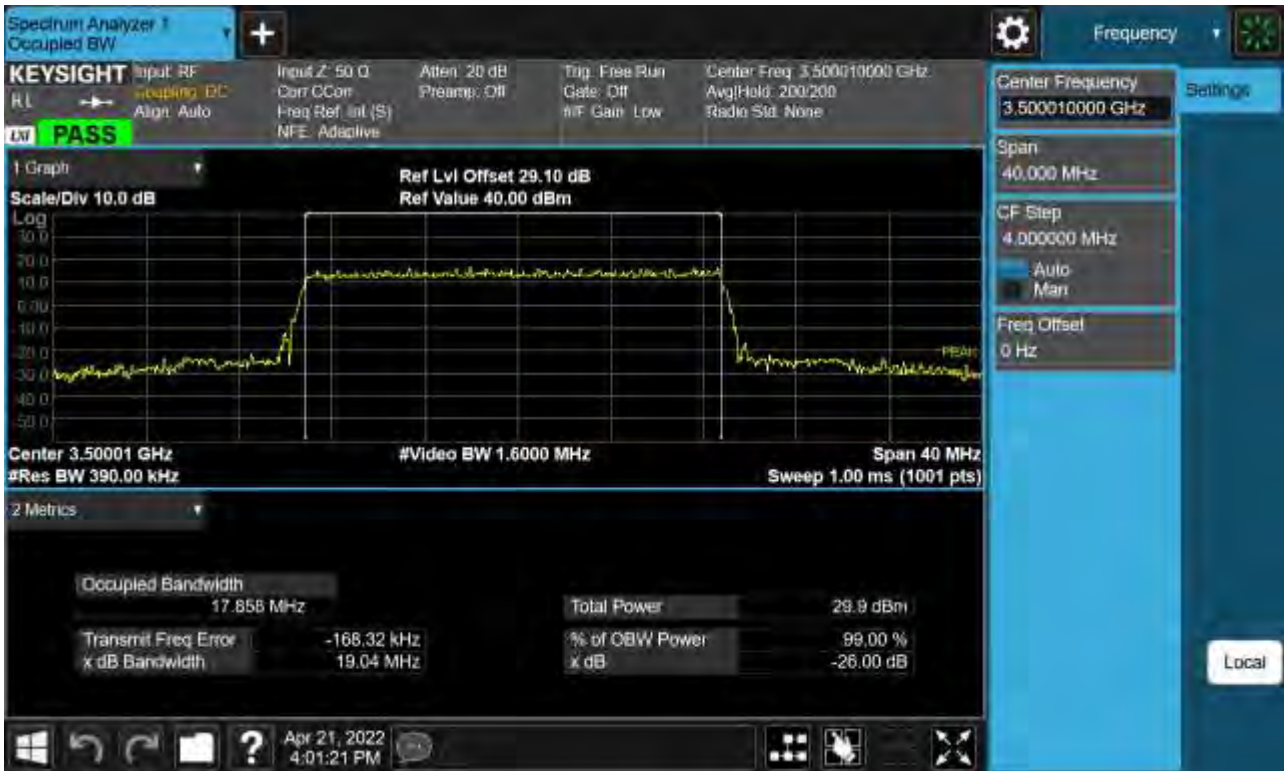 Spectrum Analyzer 1
Occupied BW
Frequency
KEYSIGHT
Input: RF
Coupling: DC
Align: Auto
Input Z: 50 Ω
Corr CCorr
Freq Ref: Int (S)
NFE: Adaptive
Atten: 20 dB
Preamp: Off
Trig: Free Run
Gate: Off
#IF Gain: Low
Center Freq: 3.500010000 GHz
Avg|Hold: 200/200
Radio Std: None
RL
LXI
PASS
Center Frequency
3.500010000 GHz
Settings
Span
40.000 MHz
CF Step
4.000000 MHz
Auto
Man
Freq Offset
0 Hz
1 Graph
Scale/Div 10.0 dB
Ref Lvl Offset 29.10 dB
Ref Value 40.00 dBm
Log
30.0
20.0
10.0
0.00
-10.0
-20.0
-30.0
-40.0
-50.0
PEAK
Center 3.50001 GHz
#Video BW 1.6000 MHz
Span 40 MHz
#Res BW 390.00 kHz
Sweep 1.00 ms (1001 pts)
2 Metrics
Occupied Bandwidth
17.858 MHz
Total Power
29.9 dBm
Transmit Freq Error
-168.32 kHz
% of OBW Power
99.00 %
x dB Bandwidth
19.04 MHz
x dB
-26.00 dB
Local
?
Apr 21, 2022
4:01:21 PM